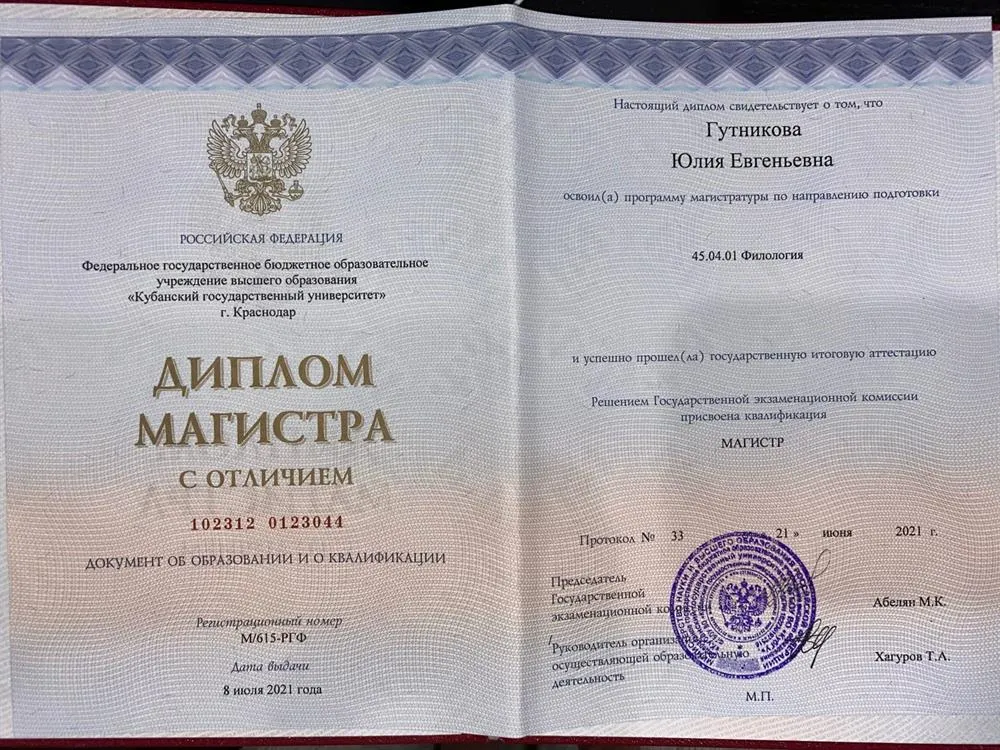 РОССИЙСКАЯ ФЕДЕРАЦИЯ
Федеральное государственное бюджетное образовательное
учреждение высшего образования
«Кубанский государственный университет»
г. Краснодар
ДИПЛОМ
МАГИСТРА
С ОТЛИЧИЕМ
102312 0123044
ДОКУМЕНТ ОБ ОБРАЗОВАНИИ И О КВАЛИФИКАЦИИ
Регистрационный номер
М/615-РГФ
Дата выдачи
8 июля 2021 года
Настоящий диплом свидетельствует о том, что
Гутникова
Юлия Евгеньевна
освоил(а) программу магистратуры по направлению подготовки
45.04.01 Филология
и успешно прошел(ла) государственную итоговую аттестацию
Решением Государственной экзаменационной комиссии
присвоена квалификация
МАГИСТР
Протокол № 33 21 » июня 2021 г.
Председатель
Государственной
экзаменационной
Абелян М.К.
Руководитель
осуществляющей
деятельность
Хагуров Т.А.
М.П.